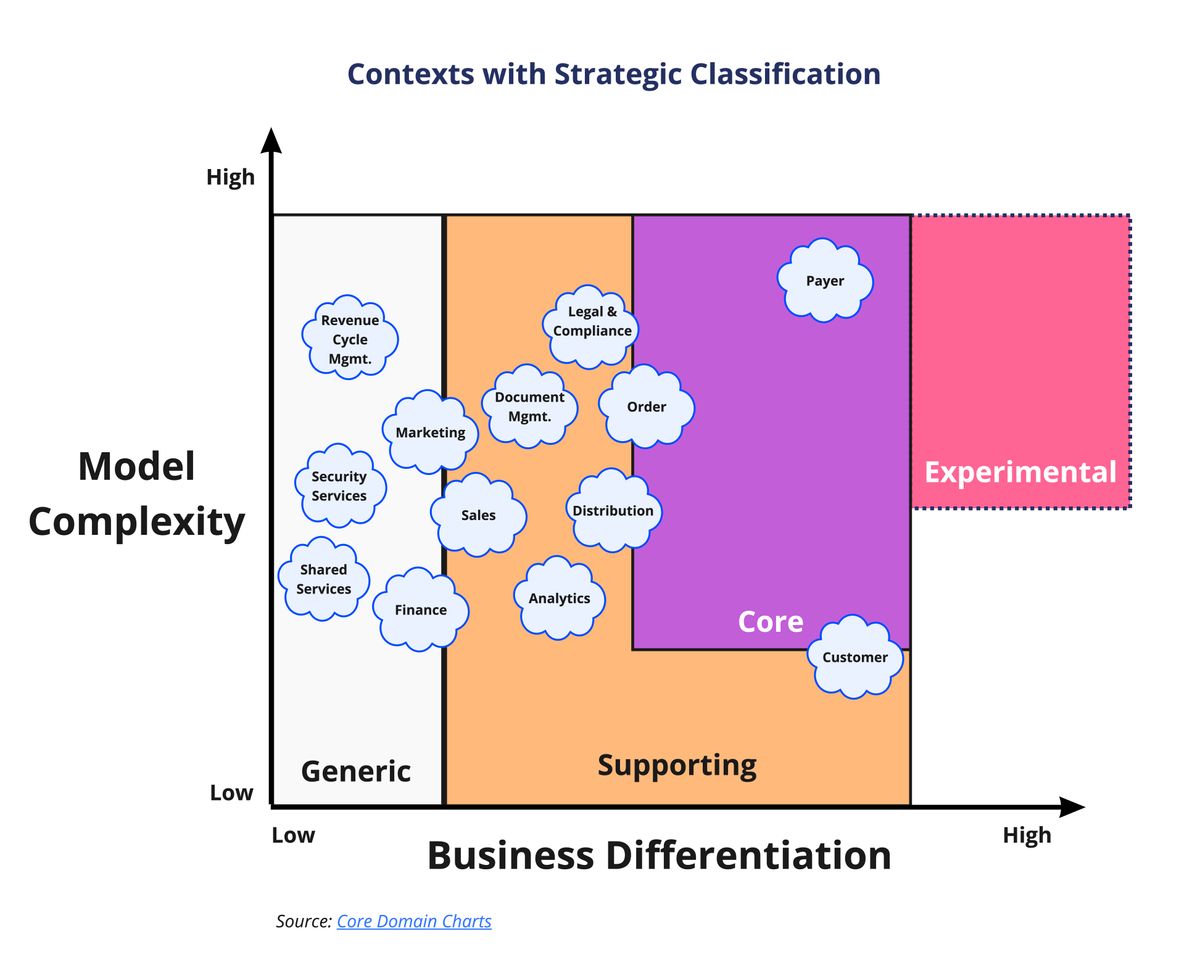 Contexts with Strategic Classification
High
Payer
Legal &
Compliance
Revenue
Cycle
Mgmt.
Document
Mgmt.
Order
Marketing
Model
Complexity
Experimental
Security
Services
Sales
Distribution
Shared
Services
Finance
Analytics
Core
Customer
Generic
Supporting
Low
Low
High
Business Differentiation
Source: Core Domain Charts